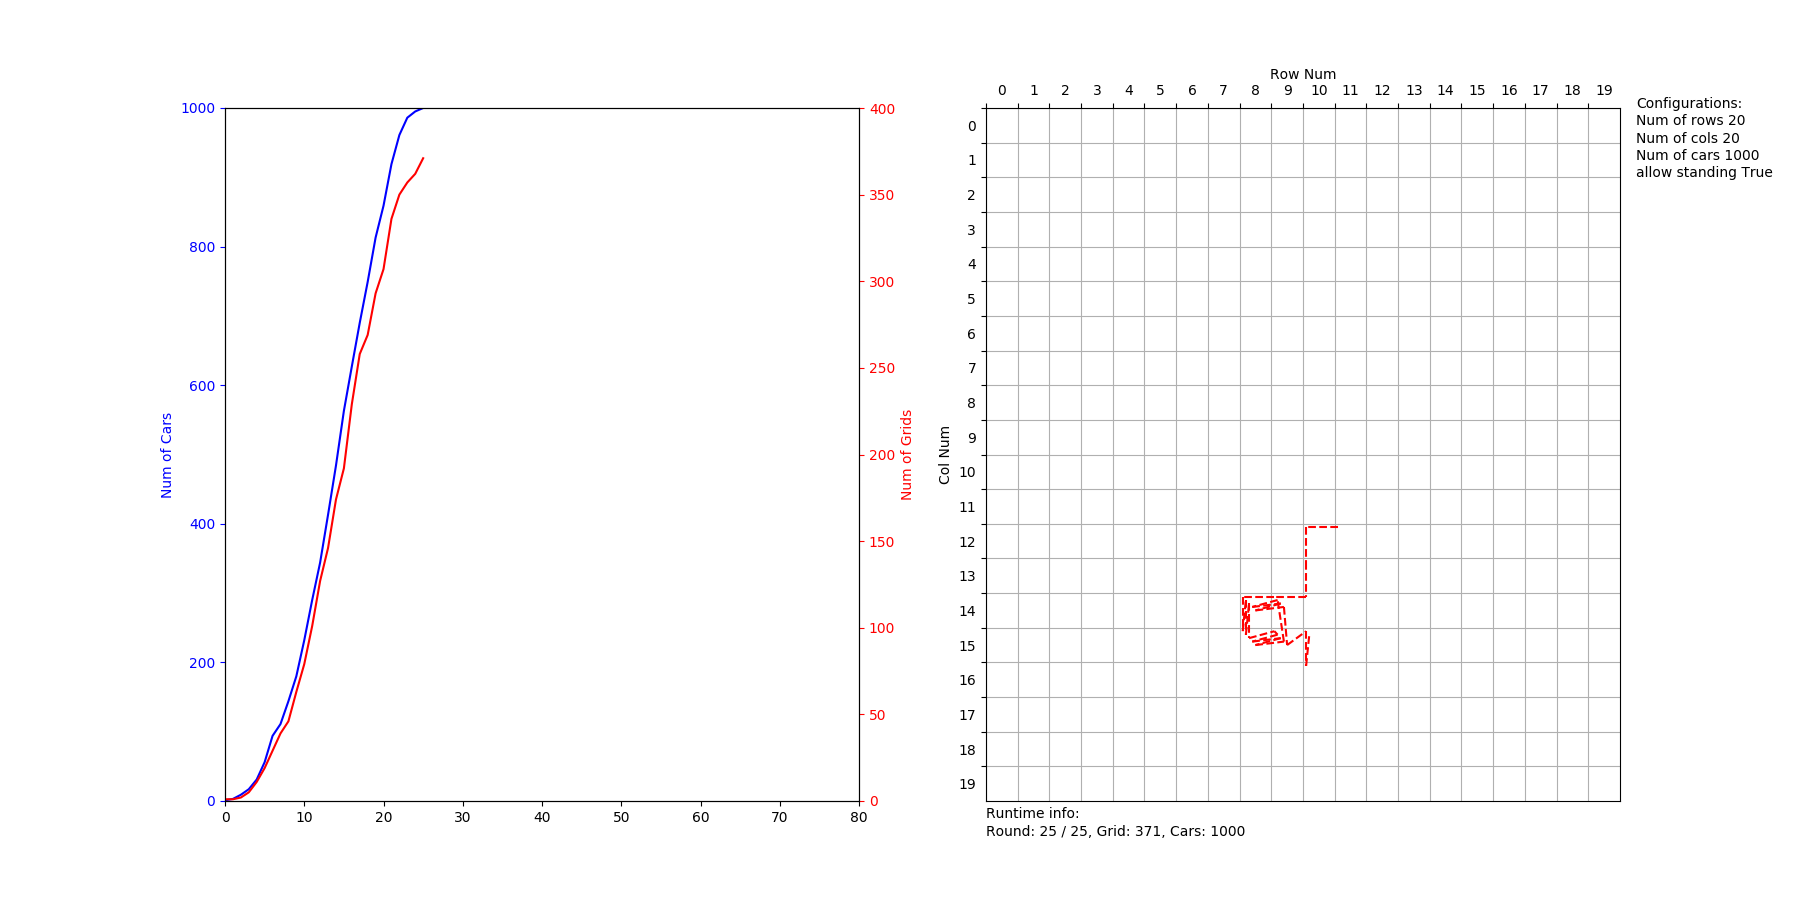 1000
800
600
400
200
0
Num of Cars
0 10 20 30 40 50 60 70 80
400
350
300
250
200
150
100
50
0
Num of Grids
Row Num
0 1 2 3 4 5 6 7 8 9 10 11 12 13 14 15 16 17 18 19
Col Num
0
1
2
3
4
5
6
7
8
9
10
11
12
13
14
15
16
17
18
19
Configurations:
Num of rows 20
Num of cols 20
Num of cars 1000
allow standing True
Runtime info:
Round: 25 / 25, Grid: 371, Cars: 1000